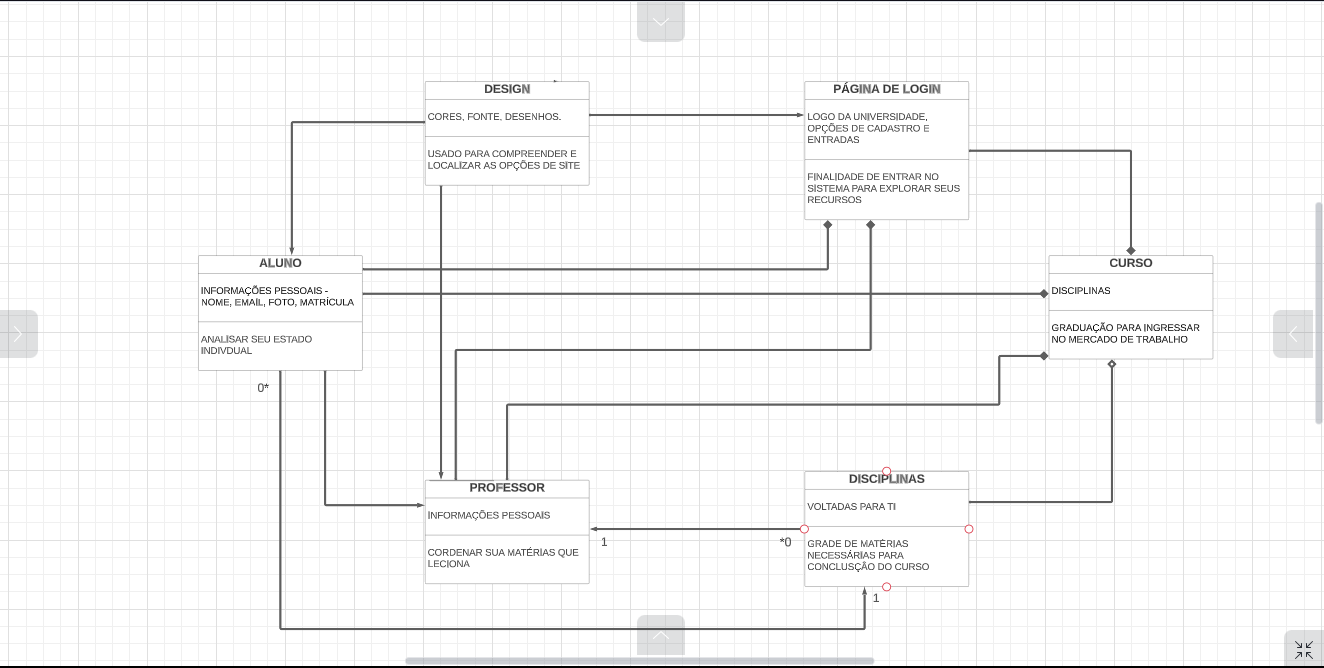 DESIGN
CORES, FONTE, DESENHOS.
USADO PARA COMPREENDER E
LOCALIZAR AS OPÇÕES DE SITE
PÁGINA DE LOGIN
LOGO DA UNIVERSIDADE,
OPÇÕES DE CADASTRO E
ENTRADAS
FINALIDADE DE ENTRAR NO
SISTEMA PARA EXPLORAR SEUS
RECURSOS
ALUNO
INFORMAÇÕES PESSOAIS -
NOME, EMAIL, FOTO, MATRÍCULA
ANALISAR SEU ESTADO
INDIVDUAL
CURSO
DISCIPLINAS
GRADUAÇÃO PARA INGRESSAR
NO MERCADO DE TRABALHO
0*
PROFESSOR
INFORMAÇÕES PESSOAIS
CORDENAR SUA MATÉRIAS QUE
LECIONA
1
*0
DISCIPLINAS
VOLTADAS PARA TI
GRADE DE MATÉRIAS
NECESSÁRIAS PARA
CONCLUSÇÃO DO CURSO
1